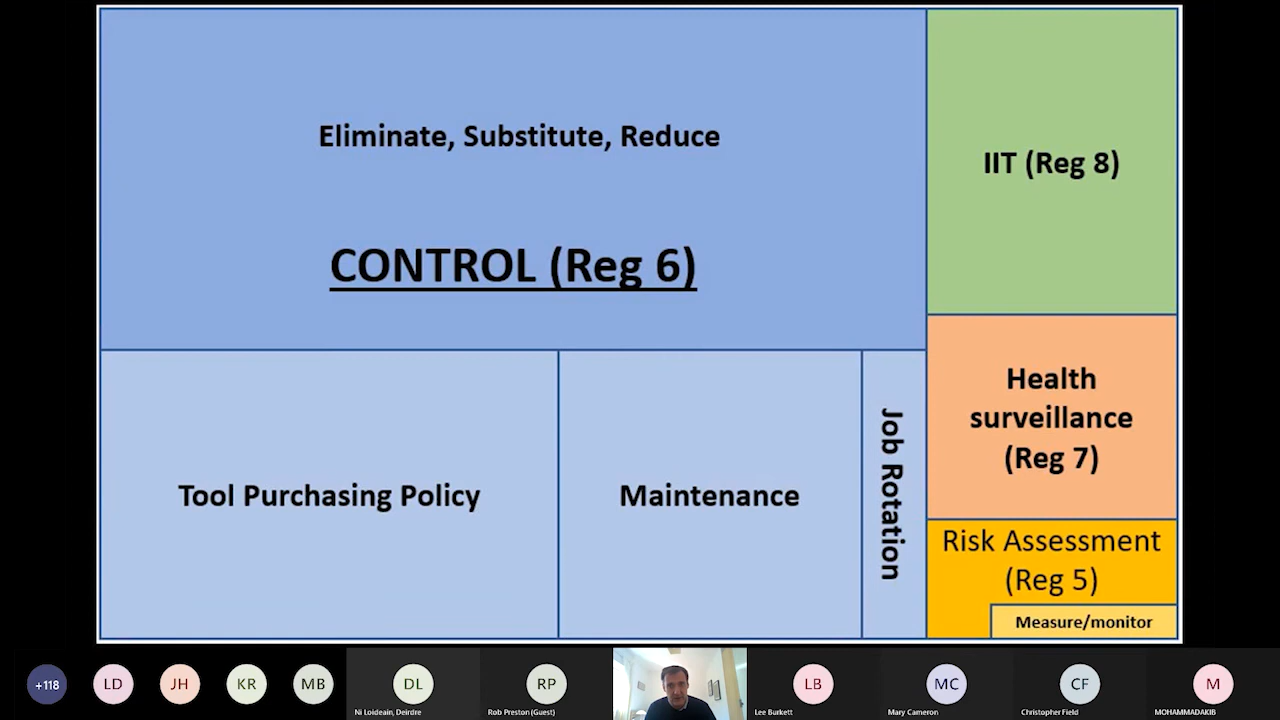 Eliminate, Substitute, Reduce
CONTROL (Reg 6)
Tool Purchasing Policy
Maintenance
Job Rotation
IIT (Reg 8)
Health
surveillance
(Reg 7)
Risk Assessment
(Reg 5)
Measure/monitor
+118
LD
JH
KR
MB
DL
Ni Loideain, Deirdre
RP
Rob Preston (Guest)
LB
Lee Burkett
MC
Mary Cameron
CF
Christopher Field
M
MOHAMMADAKIB